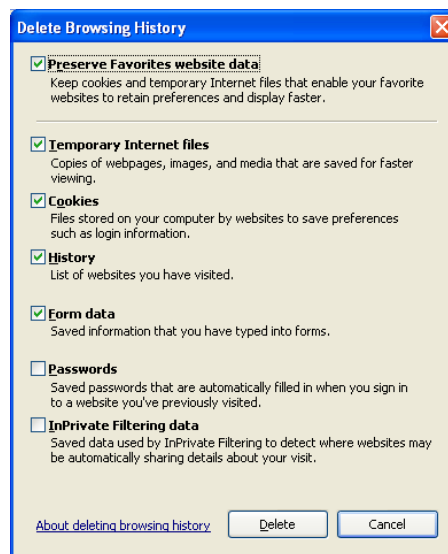 Delete Browsing History
Preserve Favorites website data
Keep cookies and temporary Internet files that enable your favorite
websites to retain preferences and display faster.
Temporary Internet files
Copies of webpages, images, and media that are saved for faster
viewing.
Cookies
Files stored on your computer by websites to save preferences
such as login information.
History
List of websites you have visited.
Form data
Saved information that you have typed into forms.
Passwords
Saved passwords that are automatically filled in when you sign in
to a website you've previously visited.
InPrivate Filtering data
Saved data used by InPrivate Filtering to detect where websites may
be automatically sharing details about your visit.
About deleting browsing history Delete Cancel